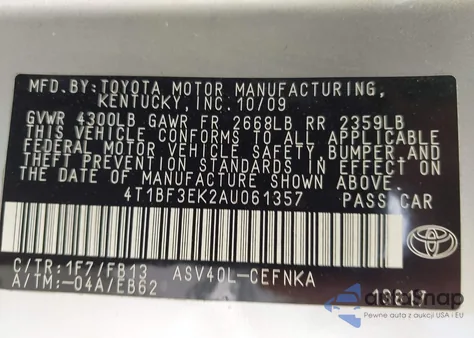 MFD.BY:TOYOTA MOTOR MANUFACTURING,
KENTUCKY,INC.10/09
GVWR 4300LB GAWR FR 2668LB RR 2359LB
THIS VEHICLE CONFORMS TO ALL APPLICABLE
FEDERAL MOTOR VEHICLE SAFETY,BUMPER,AND
THEFT PREVENTION STANDARDS IN EFFECT ON
THE DATE OF MANUFACTURE SHOWN ABOVE.
4T1BF3EK2AU061357 PASS CAR
C/TR:1F7/FB13 ASV40L-CEFNKA
A/TM:-04A/EB62
TOYOTA
autoSnap
Pewne auto z aukcji USA i EU